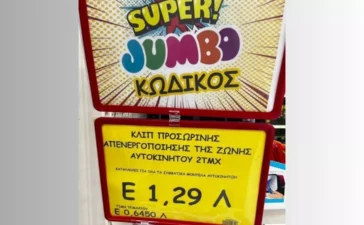 SUPER!
JUMBO
ΚΩΔΙΚΟΣ
ΚΛΙΠ ΠΡΟΣΩΡΙΝΗΣ
ΑΠΕΝΕΡΓΟΠΟΙΗΣΗΣ ΤΗΣ ΖΩΝΗΣ
ΑΥΤΟΚΙΝΗΤΟΥ 2ΤΜΧ
Ε 1,29 Λ
Ε 0,6450 Λ